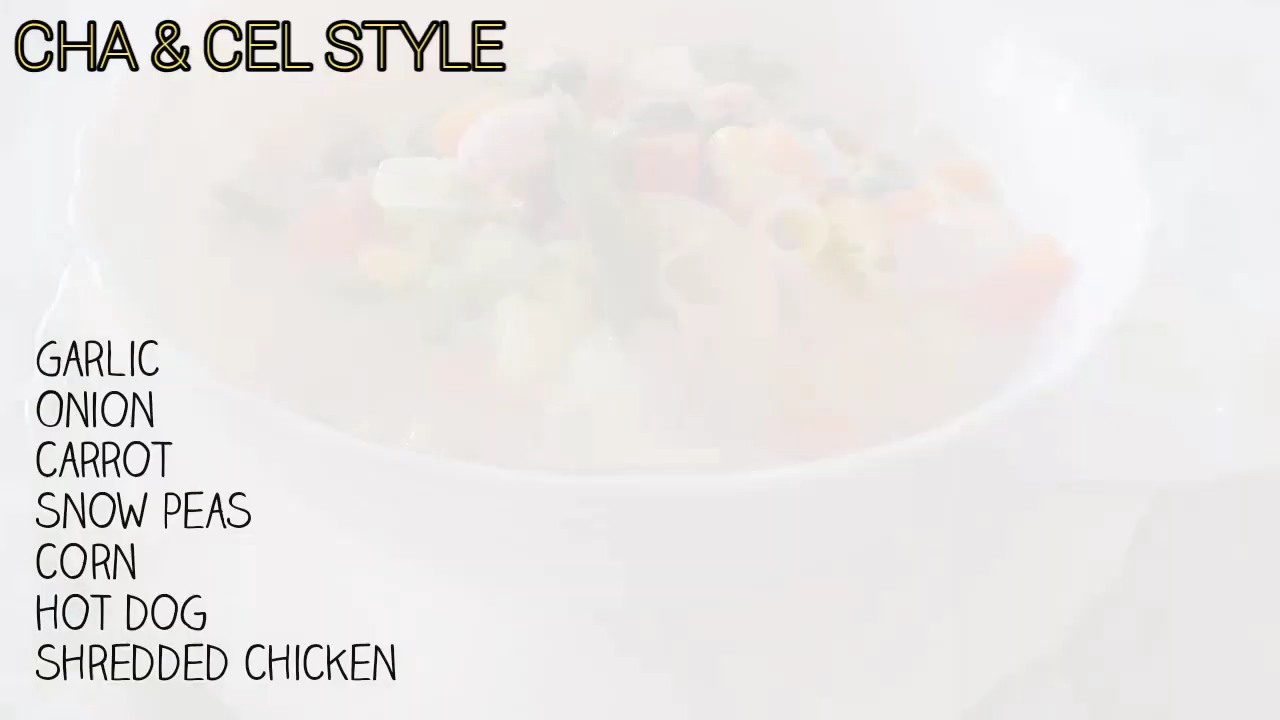 CHA & CEL STYLE
GARLIC
ONION
CARROT
SNOW PEAS
CORN
HOT DOG
SHREDDED CHICKEN